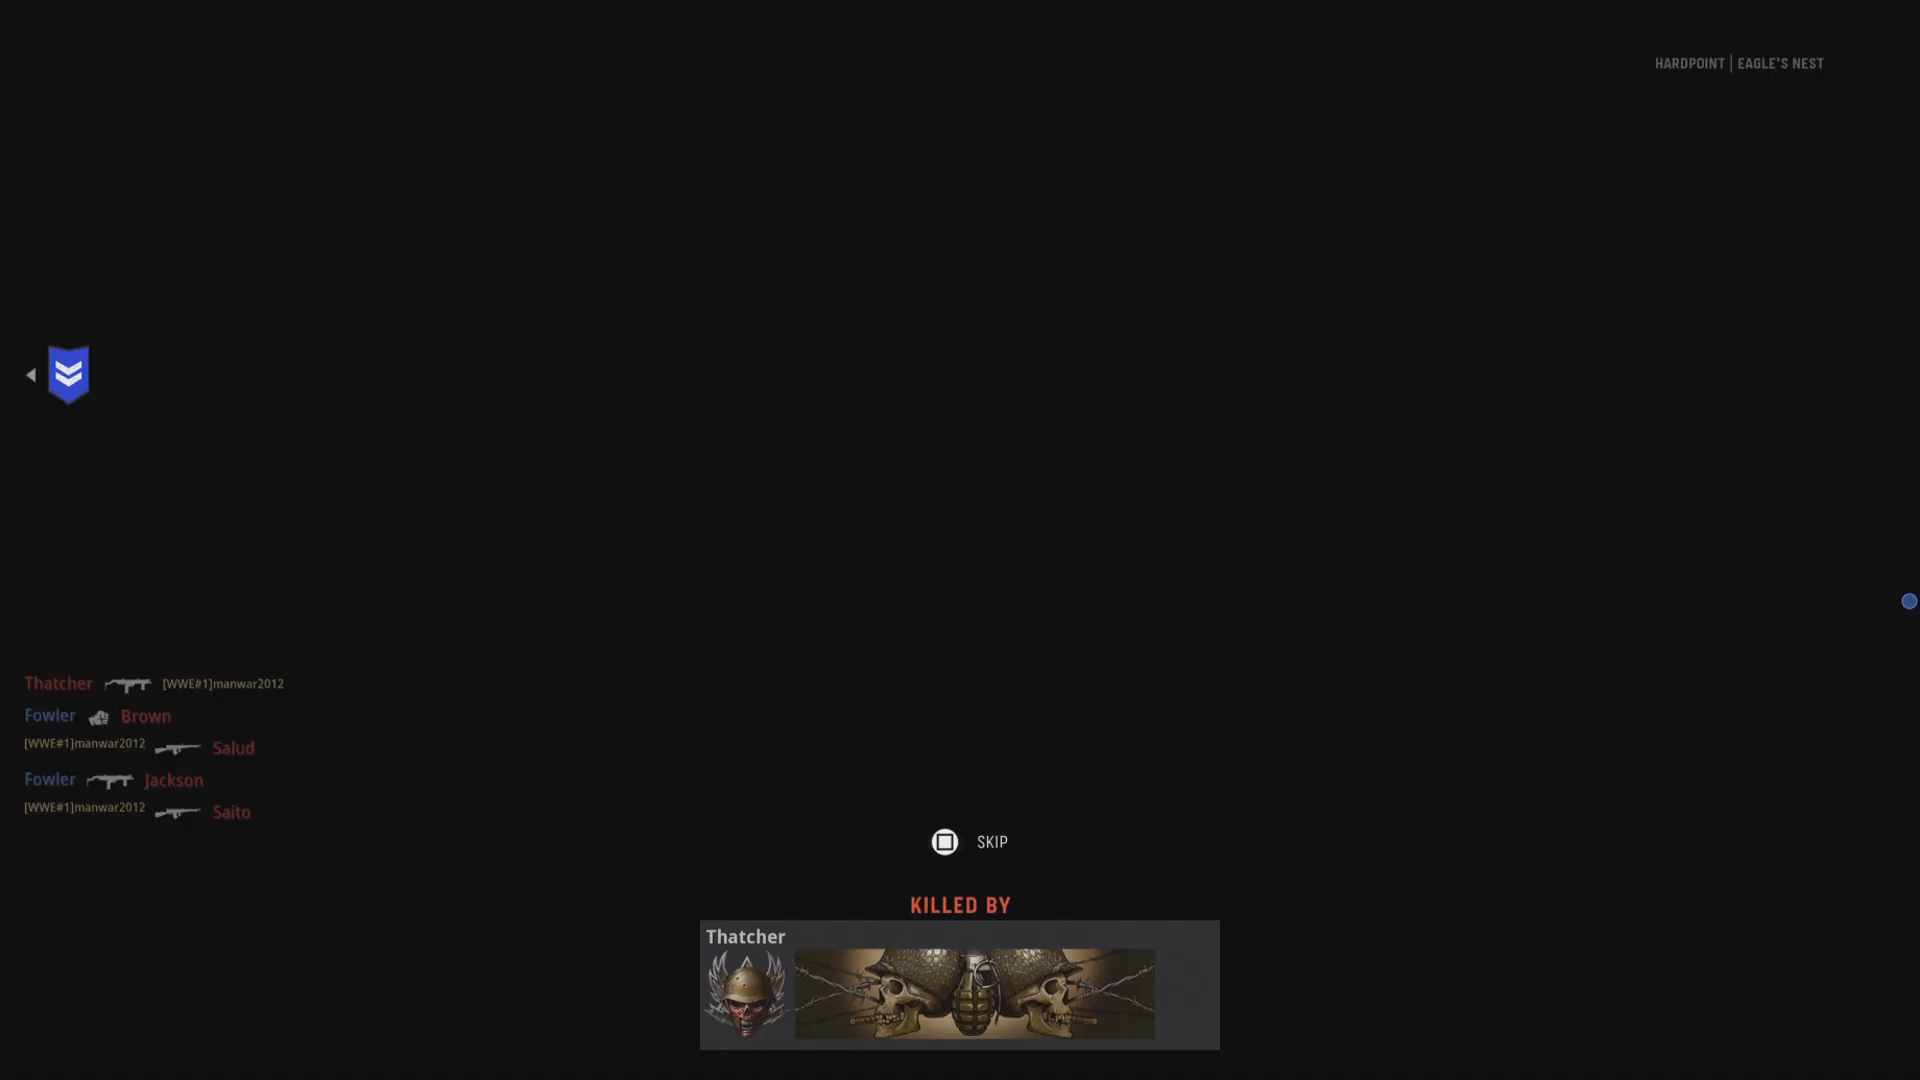 HARDPOINT | EAGLE'S NEST
Thatcher [WWE#1]manwar2012
Fowler Brown
[WWE#1]manwar2012 Salud
Fowler Jackson
[WWE#1]manwar2012 Saito
SKIP
KILLED BY
Thatcher